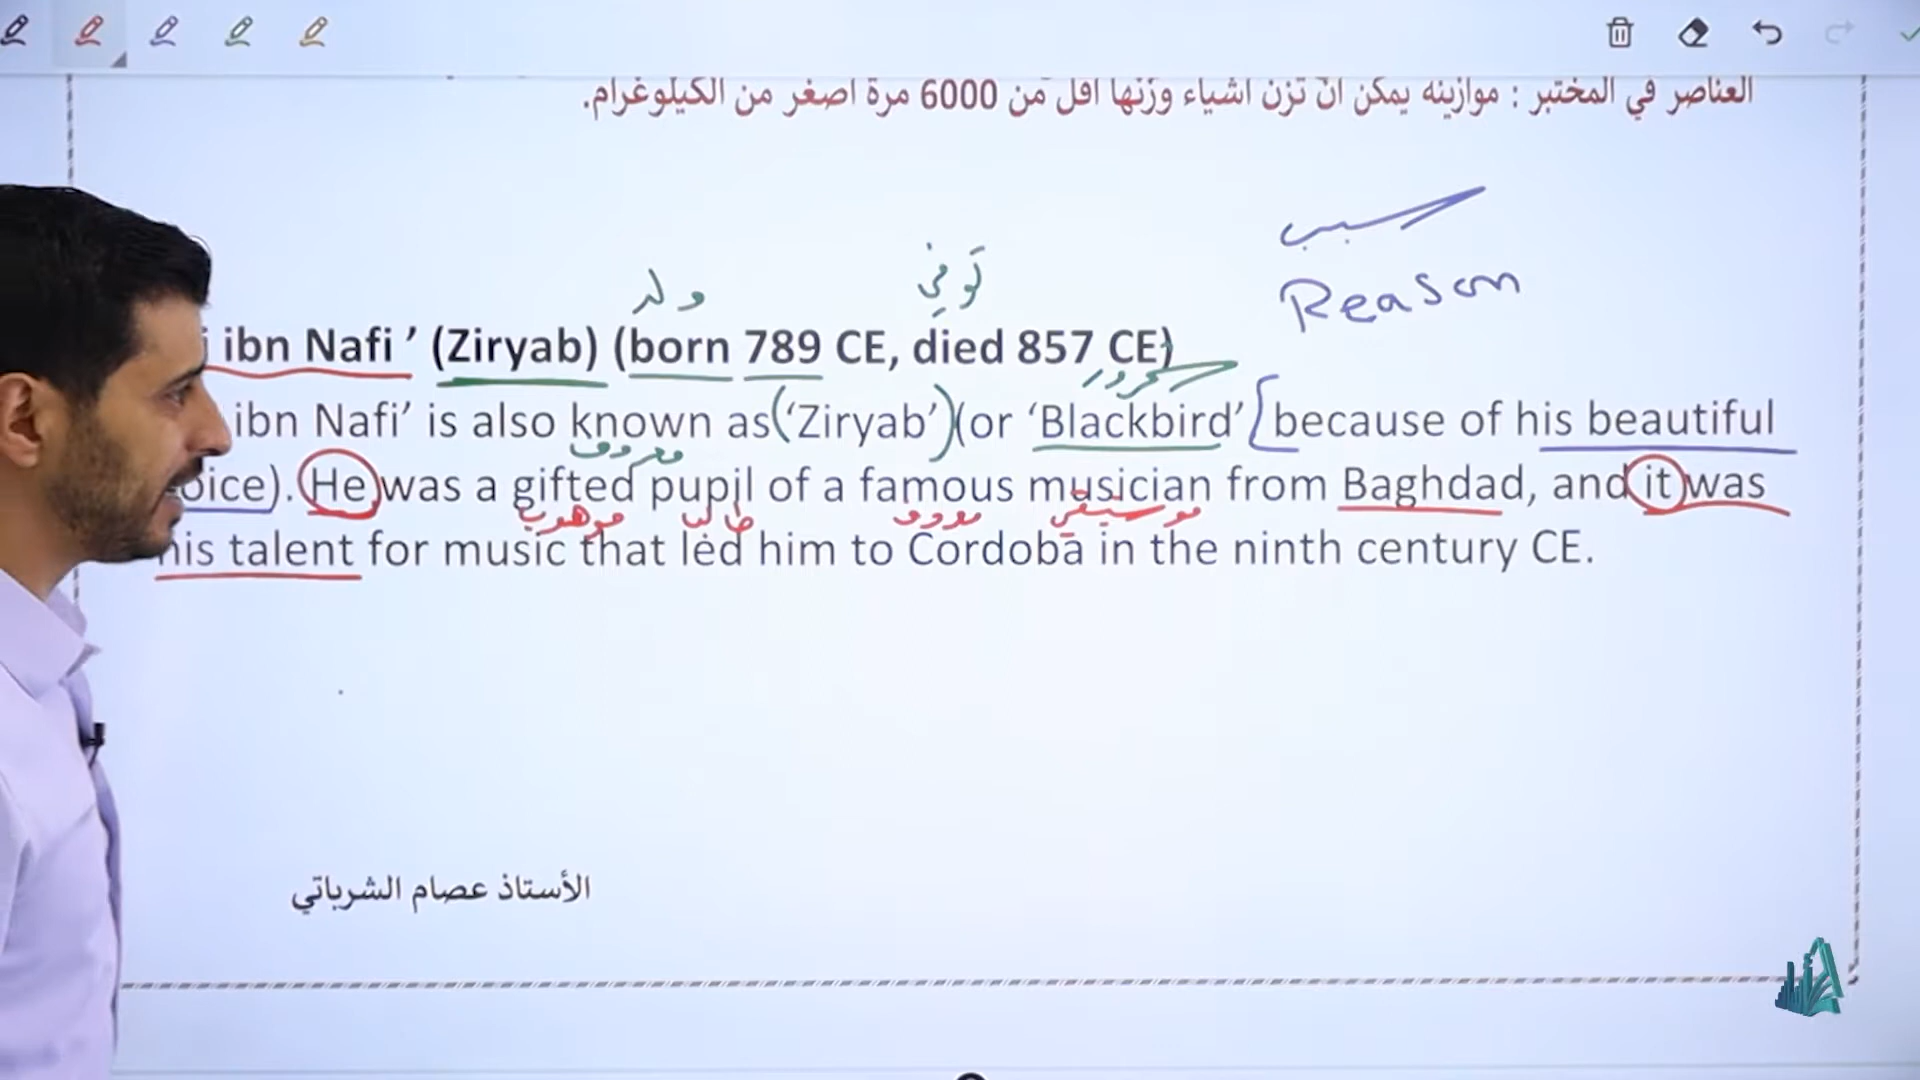 العناصر في المختبر : موازينه يمكن أن تزن أشياء وزنها أقل من 6000 مرة أصغر من الكيلوغرام.
سبب
توفي
ولد
Reason
ibn Nafi ’ (Ziryab) (born 789 CE, died 857 CE)
شحرور
ibn Nafi’ is also known as ‘Ziryab’ (or ‘Blackbird’ because of his beautiful
معروف
oice). He was a gifted pupil of a famous musician from Baghdad, and it was
موهوب طالب معروف موسيقي
his talent for music that led him to Cordoba in the ninth century CE.
الأستاذ عصام الشرباتي